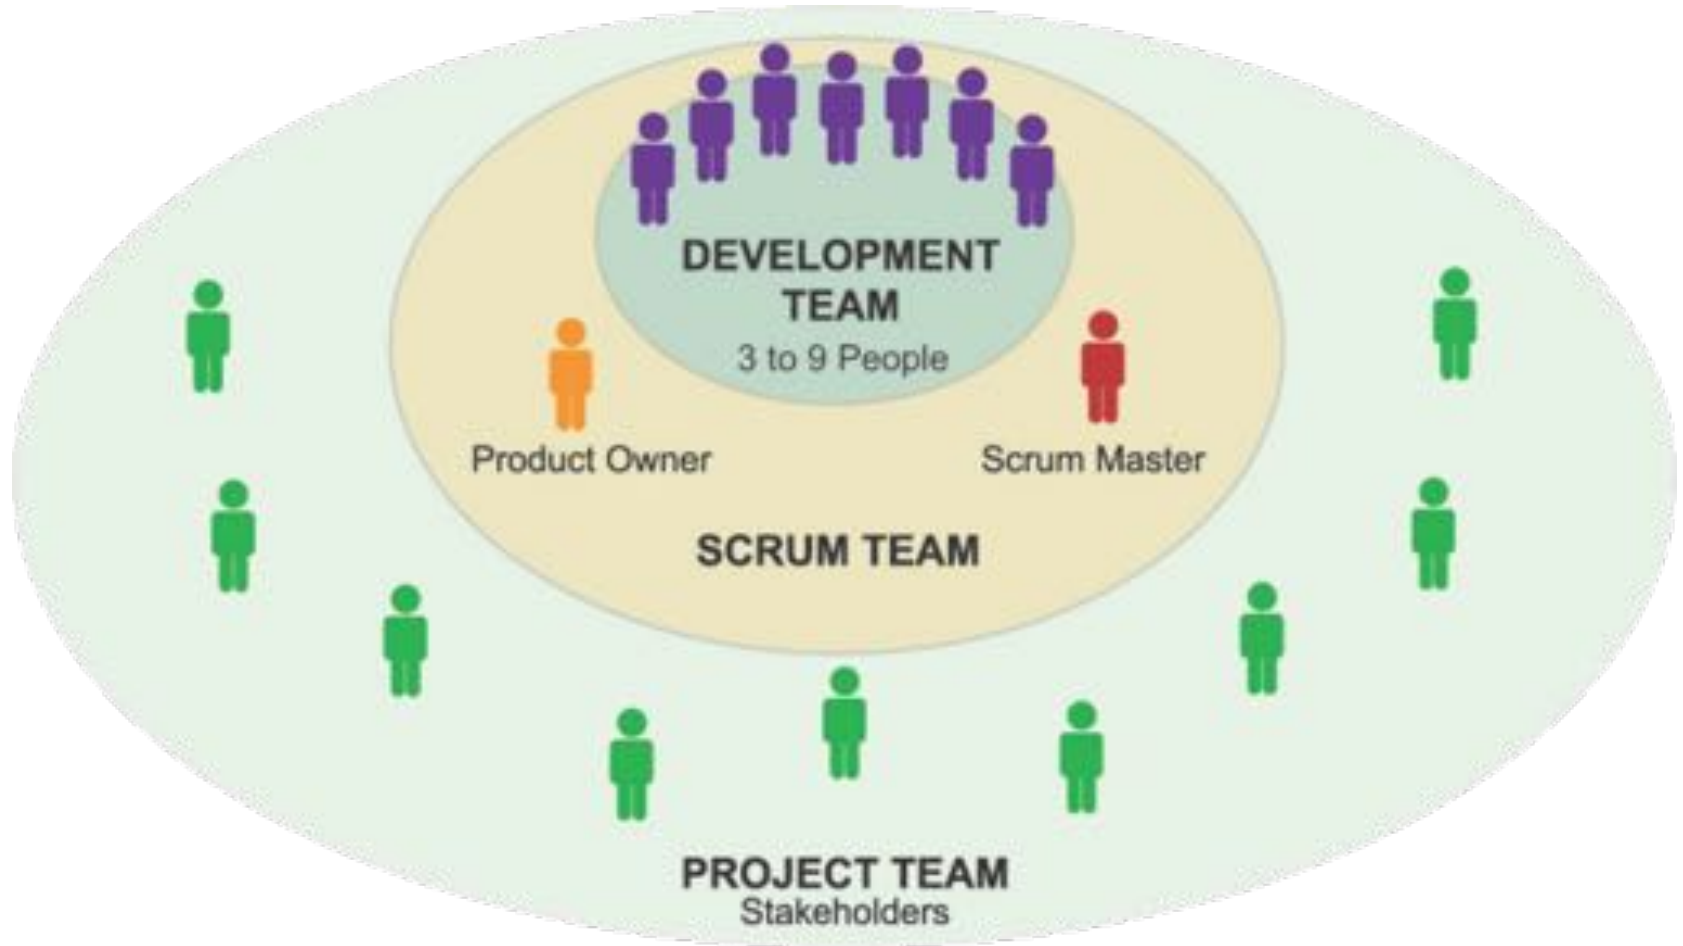 DEVELOPMENT
TEAM
3 to 9 People
Product Owner
Scrum Master
SCRUM TEAM
PROJECT TEAM
Stakeholders